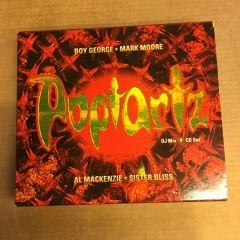 BOY GEORGE • MARK MOORE
Poptartz
DJ Mix 4 CD Set
AL MACKENZIE • SISTER BLISS